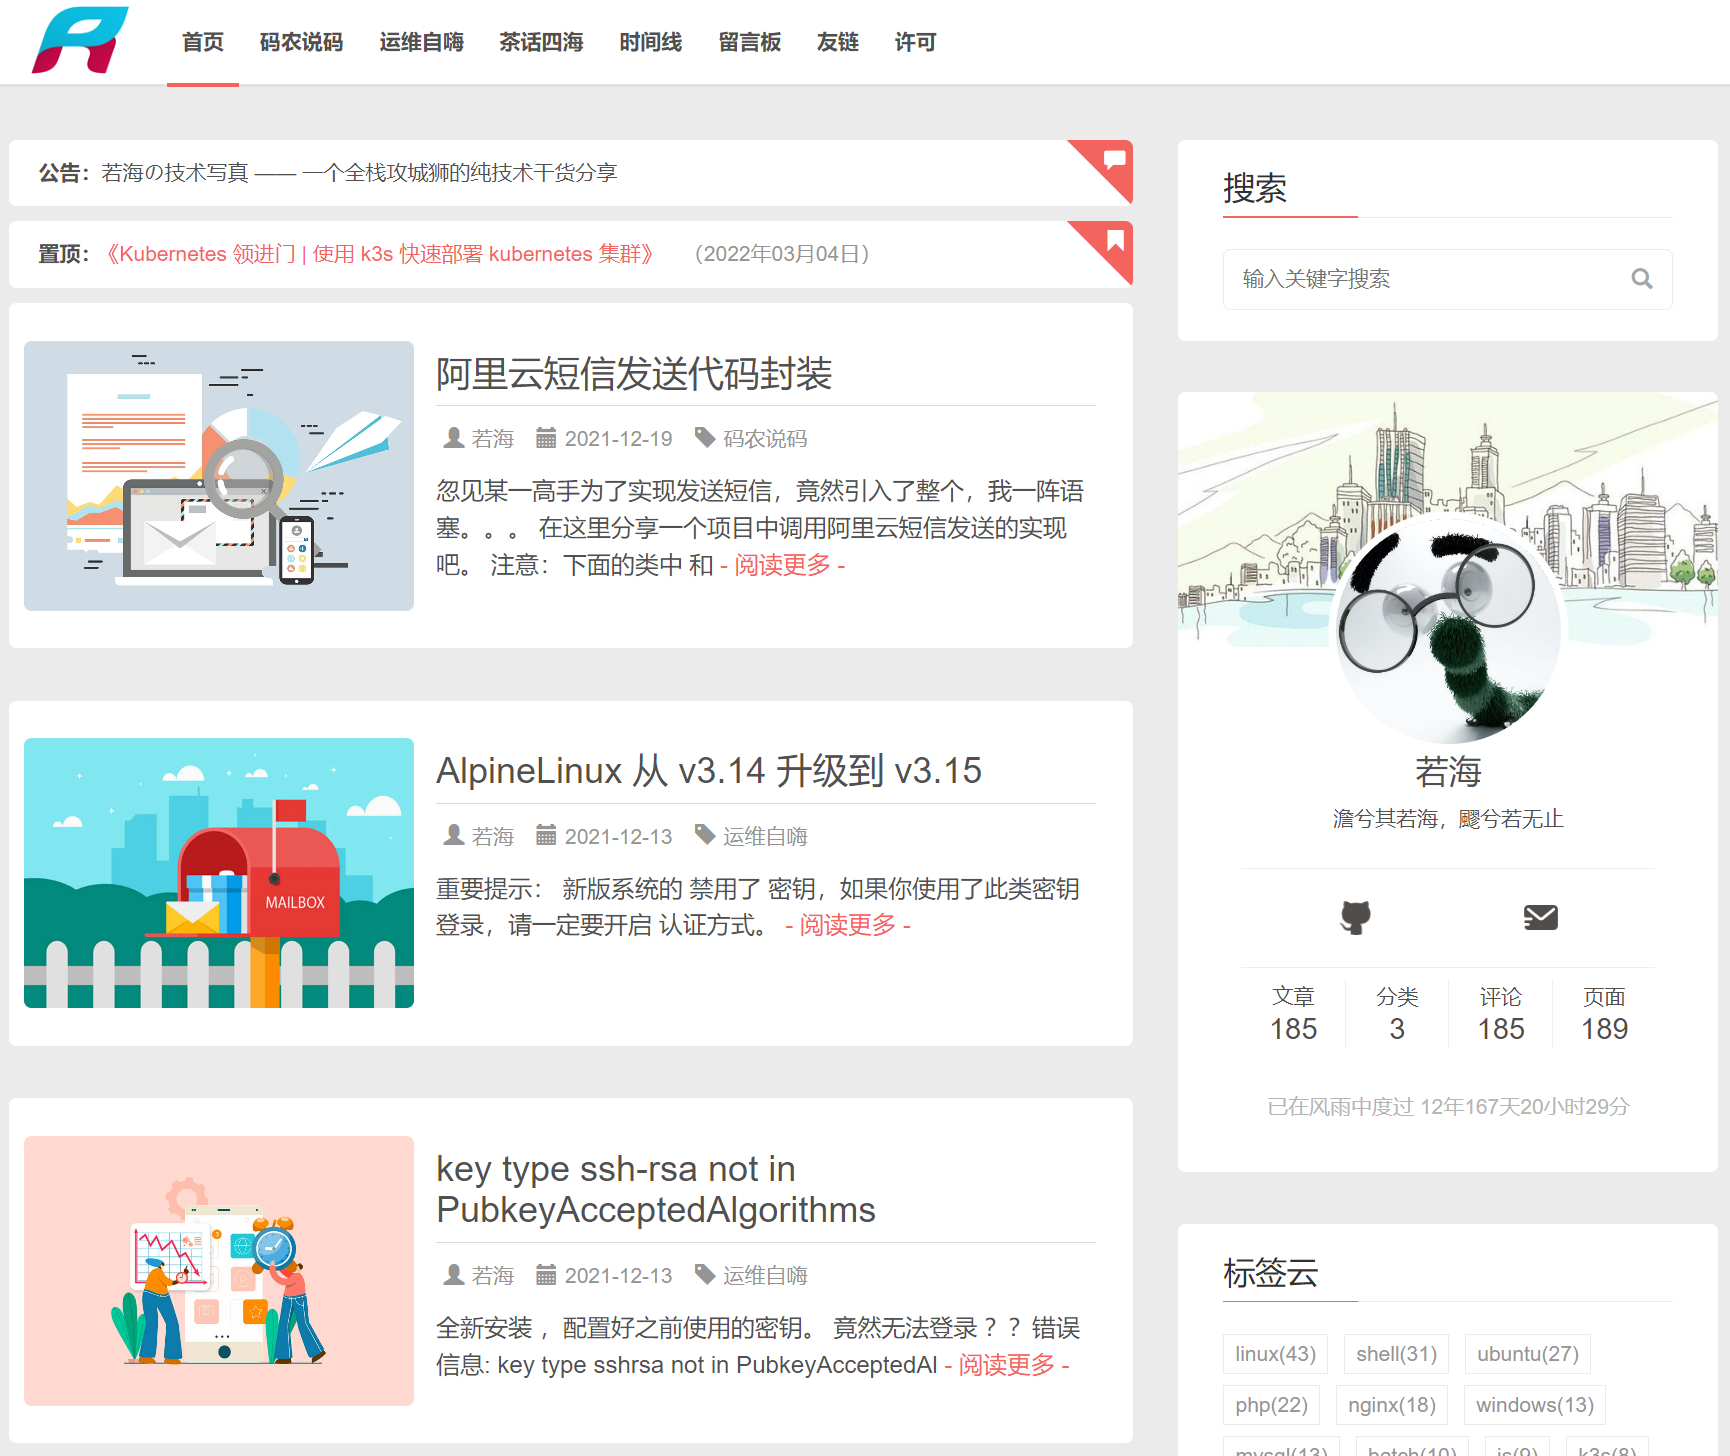 首页 码农说码 运维自嗨 茶话四海 时间线 留言板 友链 许可
公告：若海の技术写真 —— 一个全栈攻城狮的纯技术干货分享
置顶：《Kubernetes 领进门 | 使用 k3s 快速部署 kubernetes 集群》 （2022年03月04日）
阿里云短信发送代码封装
若海 2021-12-19 码农说码
忽见某一高手为了实现发送短信，竟然引入了整个，我一阵语
塞。。。 在这里分享一个项目中调用阿里云短信发送的实现
吧。 注意：下面的类中 和 - 阅读更多 -
MAILBOX
AlpineLinux 从 v3.14 升级到 v3.15
若海 2021-12-13 运维自嗨
重要提示： 新版系统的 禁用了 密钥，如果你使用了此类密钥
登录，请一定要开启 认证方式。 - 阅读更多 -
key type ssh-rsa not in
PubkeyAcceptedAlgorithms
若海 2021-12-13 运维自嗨
全新安装 ，配置好之前使用的密钥。 竟然无法登录？？ 错误
信息: key type sshrsa not in PubkeyAcceptedAl - 阅读更多 -
搜索
输入关键字搜索
若海
澹兮其若海，飂兮若无止
文章 分类 评论 页面
185 3 185 189
已在风雨中度过 12年167天20小时29分
标签云
linux(43) shell(31) ubuntu(27)
php(22) nginx(18) windows(13)
mysql(13) batch(10) js(9) k3s(8)